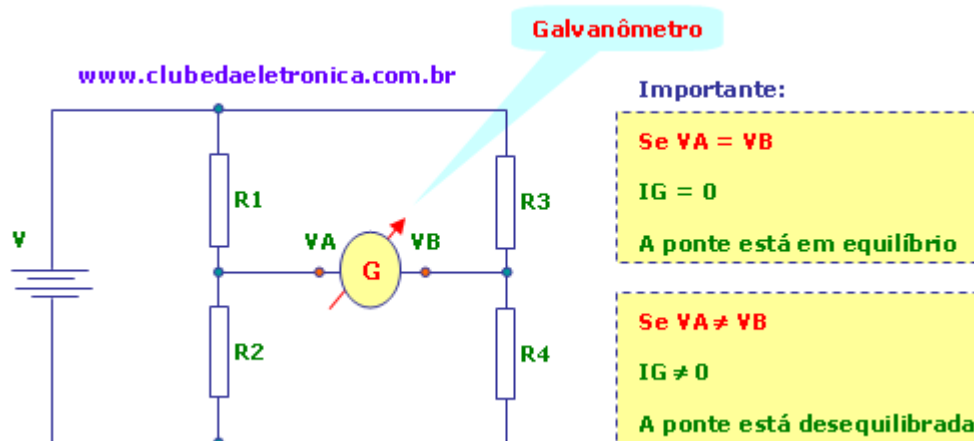 Galvanômetro
www.clubedaeletronica.com.br
Importante:
Se VA = VB
IG = 0
A ponte está em equilíbrio
R1
R3
V
VA
G
VB
Se VA ≠ VB
IG ≠ 0
A ponte está desequilibrada
R2
R4